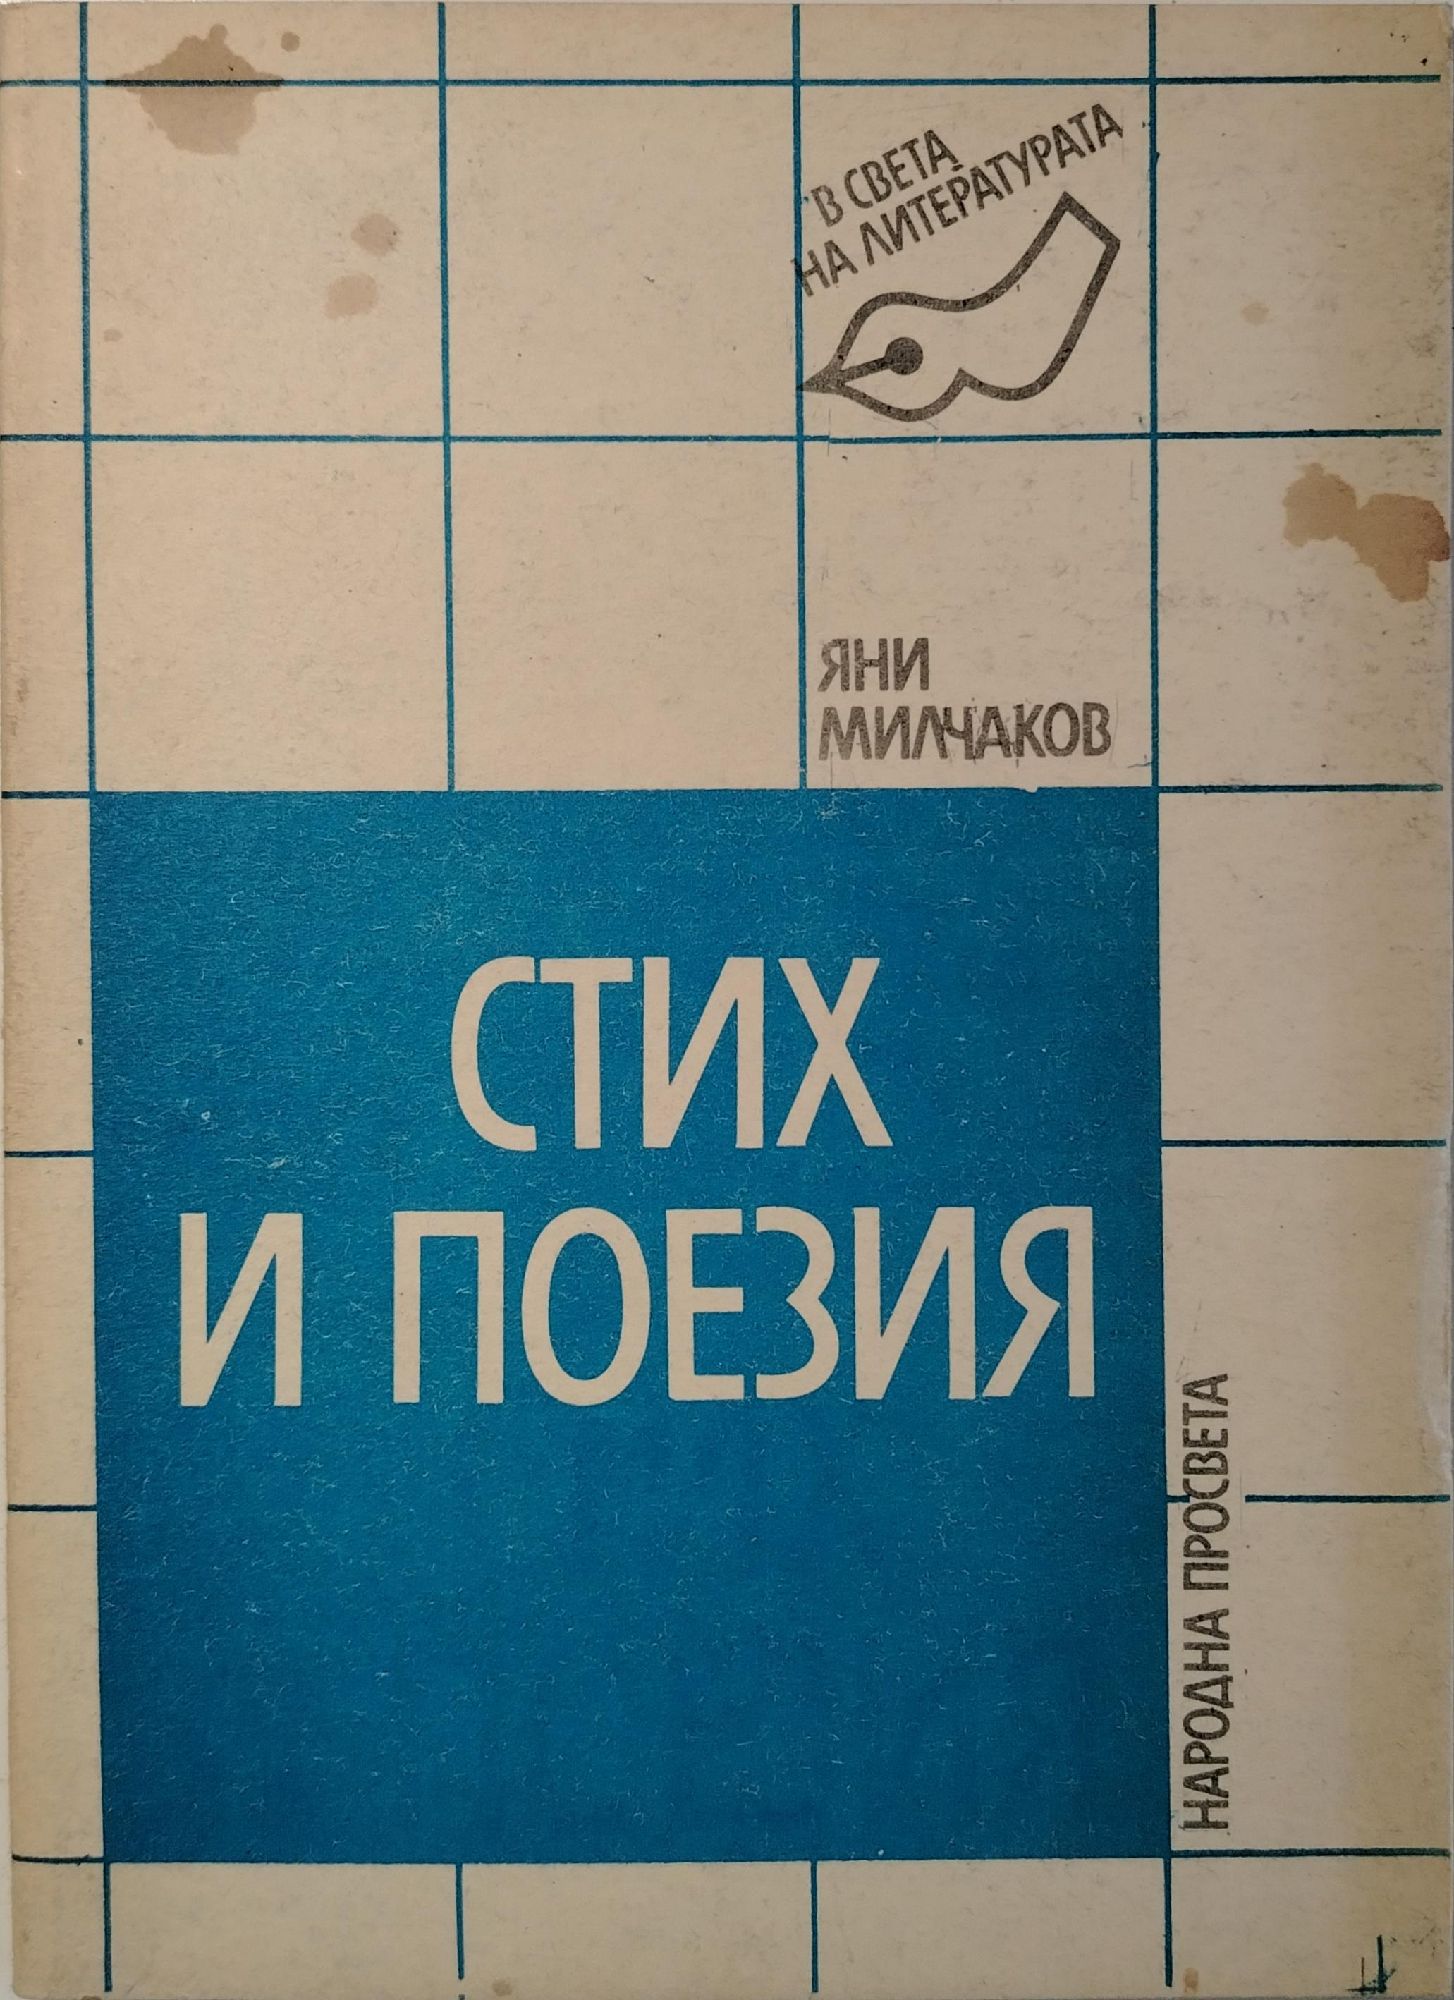 В СВЕТА
НА ЛИТЕРАТУРАТА
ЯНИ
МИЛЧАКОВ
СТИХ
И ПОЕЗИЯ
НАРОДНА ПРОСВЕТА